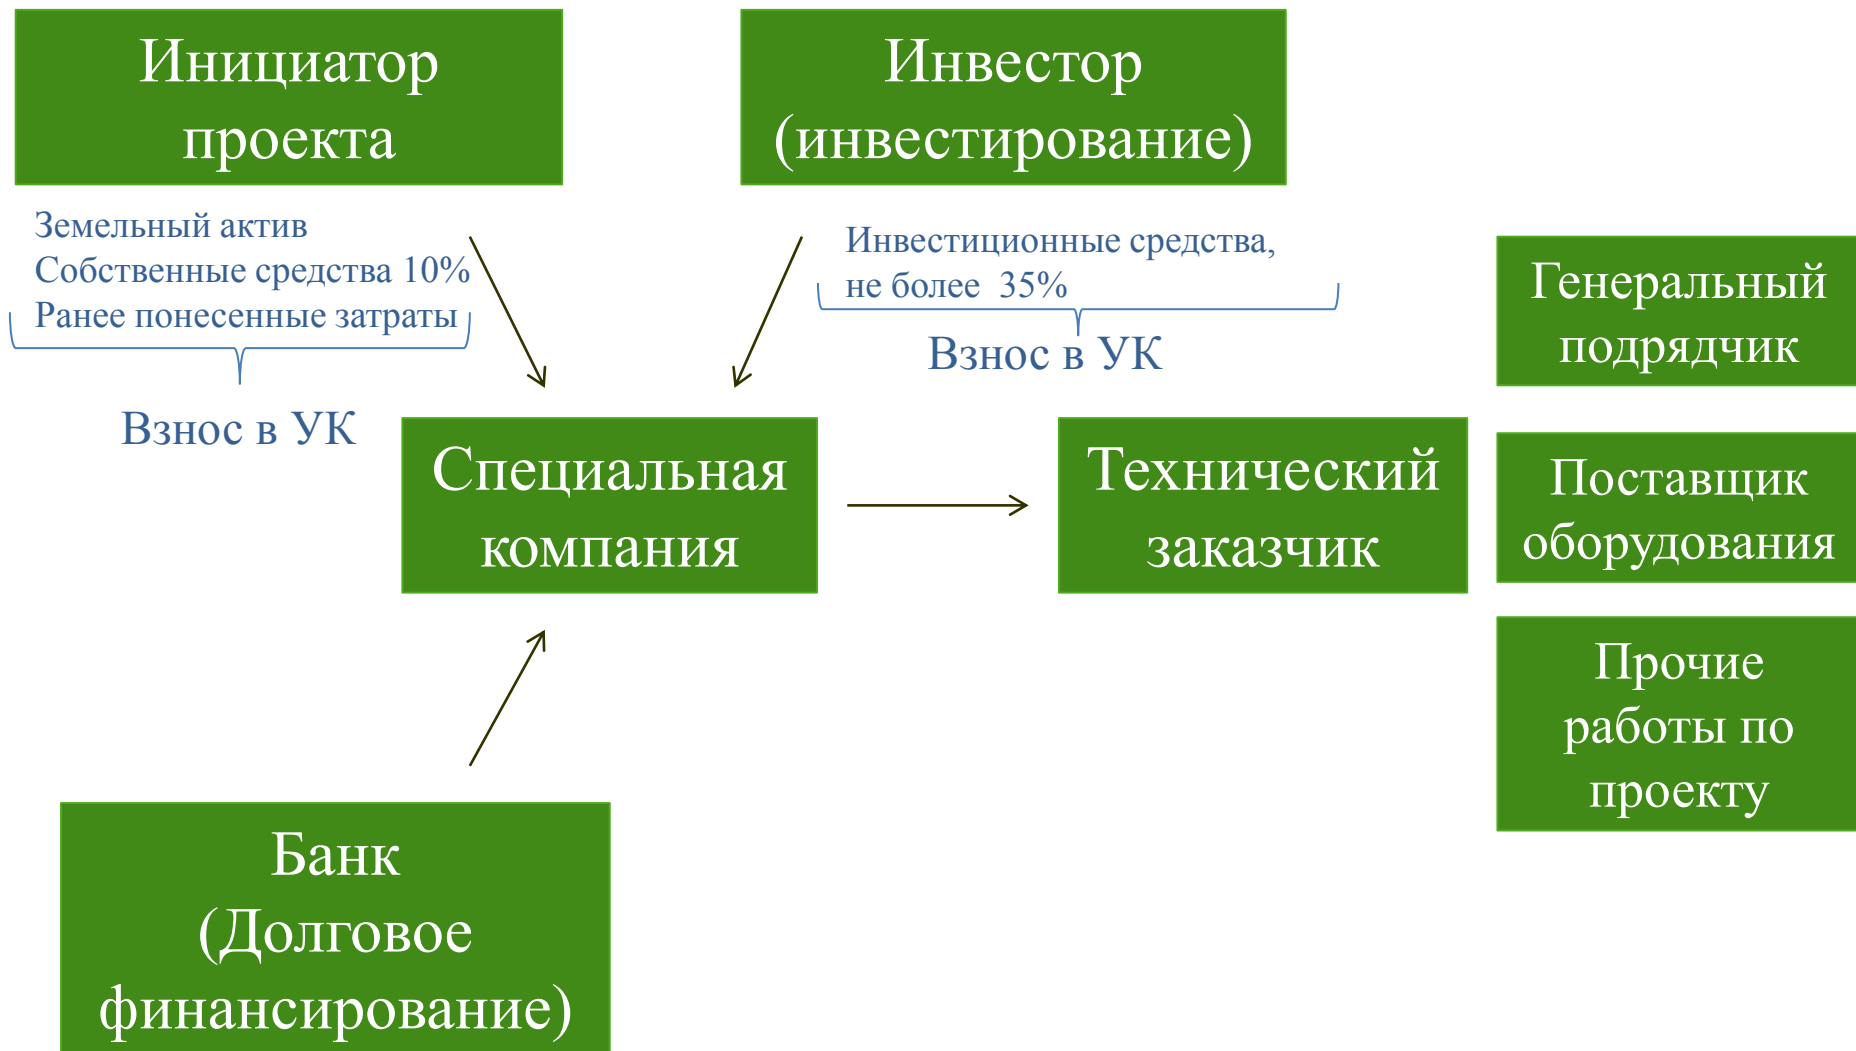 Инициатор
проекта
Инвестор
(инвестирование)
Земельный актив
Собственные средства 10%
Ранее понесенные затраты
Взнос в УК
Инвестиционные средства,
не более 35%
Взнос в УК
Специальная
компания
Технический
заказчик
Генеральный
подрядчик
Поставщик
оборудования
Прочие
работы по
проекту
Банк
(Долговое
финансирование)